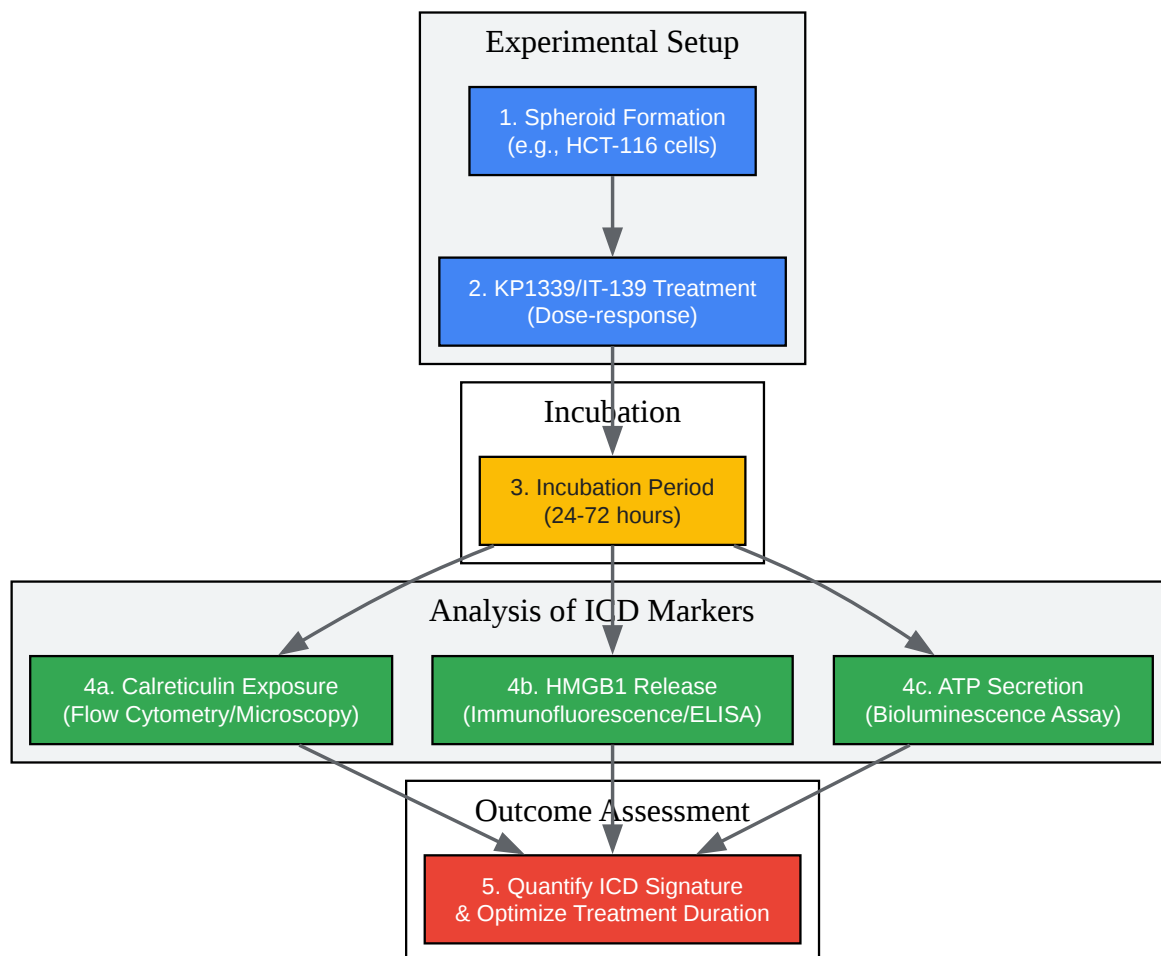 Experimental Setup
1. Spheroid Formation
(e.g., HCT-116 cells)
2. KP1339/IT-139 Treatment
(Dose-response)
Incubation
3. Incubation Period
(24-72 hours)
Analysis of ICD Markers
4a. Calreticulin Exposure
(Flow Cytometry/Microscopy)
4b. HMGB1 Release
(Immunofluorescence/ELISA)
4c. ATP Secretion
(Bioluminescence Assay)
Outcome Assessment
5. Quantify ICD Signature
& Optimize Treatment Duration